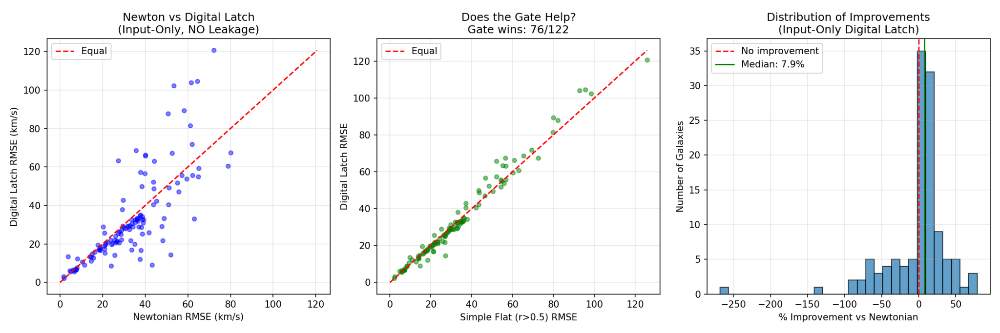 Newton vs Digital Latch
(Input-Only, NO Leakage)
Equal
120
100
80
60
40
20
0
Digital Latch RMSE (km/s)
0 20 40 60 80 100 120
Newtonian RMSE (km/s)
Does the Gate Help?
Gate wins: 76/122
Equal
120
100
80
60
40
20
0
Digital Latch RMSE
0 20 40 60 80 100 120
Simple Flat (r>0.5) RMSE
Distribution of Improvements
(Input-Only Digital Latch)
No improvement
Median: 7.9%
35
30
25
20
15
10
5
0
Number of Galaxies
−250 −200 −150 −100 −50 0 50
% Improvement vs Newtonian